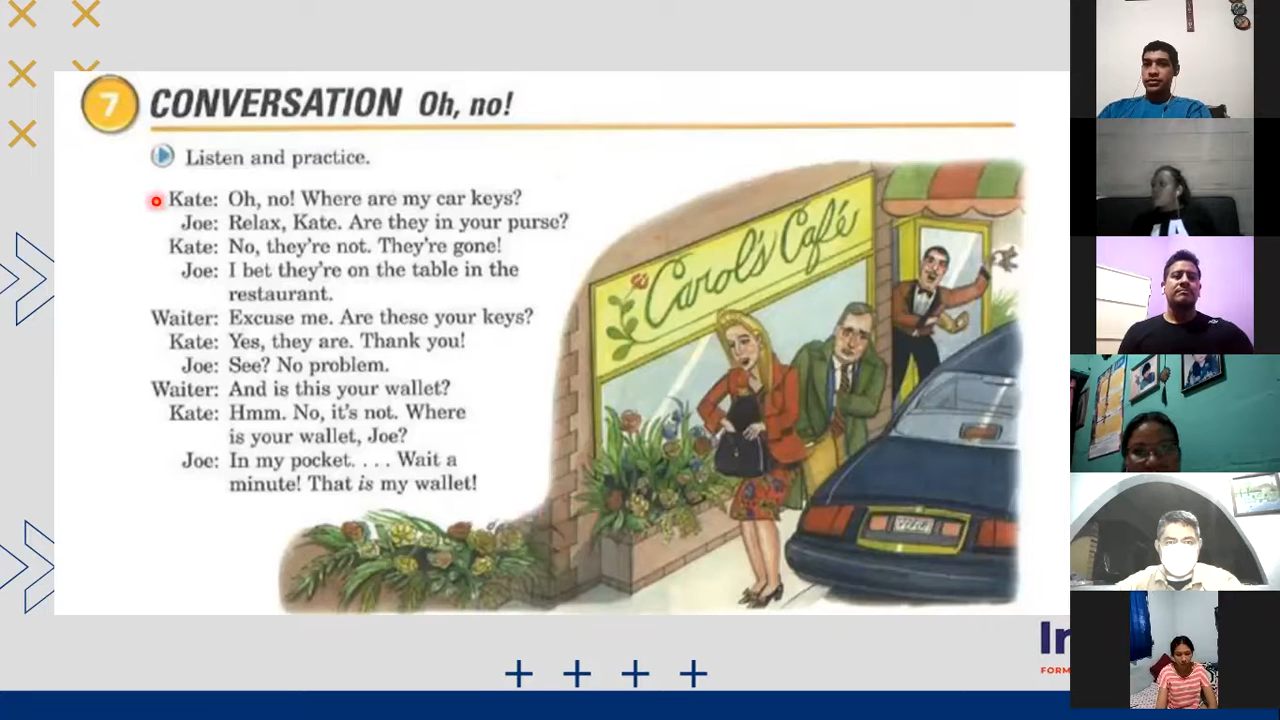 7 CONVERSATION Oh, no!
Listen and practice.
Kate: Oh, no! Where are my car keys?
Joe: Relax, Kate. Are they in your purse?
Kate: No, they're not. They're gone!
Joe: I bet they're on the table in the
restaurant.
Waiter: Excuse me. Are these your keys?
Kate: Yes, they are. Thank you!
Joe: See? No problem.
Waiter: And is this your wallet?
Kate: Hmm. No, it's not. Where
is your wallet, Joe?
Joe: In my pocket. . . . Wait a
minute! That is my wallet!
Carol's Café
In
FORM